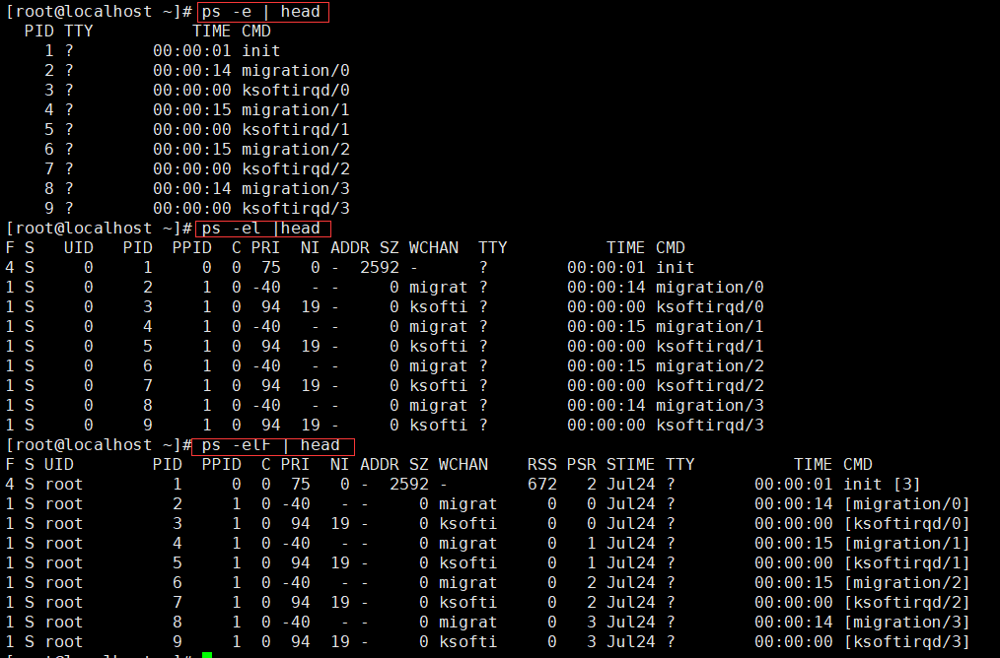 [root@localhost ~]# ps -e | head
  PID TTY          TIME CMD
    1 ?        00:00:01 init
    2 ?        00:00:14 migration/0
    3 ?        00:00:00 ksoftirqd/0
    4 ?        00:00:15 migration/1
    5 ?        00:00:00 ksoftirqd/1
    6 ?        00:00:15 migration/2
    7 ?        00:00:00 ksoftirqd/2
    8 ?        00:00:14 migration/3
    9 ?        00:00:00 ksoftirqd/3
[root@localhost ~]# ps -el |head
F S   UID   PID  PPID  C PRI  NI ADDR SZ WCHAN  TTY          TIME CMD
4 S     0     1     0  0  75   0 -  2592 -      ?        00:00:01 init
1 S     0     2     1  0 -40   - -     0 migrat ?        00:00:14 migration/0
1 S     0     3     1  0  94  19 -     0 ksofti ?        00:00:00 ksoftirqd/0
1 S     0     4     1  0 -40   - -     0 migrat ?        00:00:15 migration/1
1 S     0     5     1  0  94  19 -     0 ksofti ?        00:00:00 ksoftirqd/1
1 S     0     6     1  0 -40   - -     0 migrat ?        00:00:15 migration/2
1 S     0     7     1  0  94  19 -     0 ksofti ?        00:00:00 ksoftirqd/2
1 S     0     8     1  0 -40   - -     0 migrat ?        00:00:14 migration/3
1 S     0     9     1  0  94  19 -     0 ksofti ?        00:00:00 ksoftirqd/3
[root@localhost ~]# ps -elF | head
F S UID        PID  PPID  C PRI  NI ADDR SZ WCHAN    RSS PSR STIME TTY          TIME CMD
4 S root         1     0  0  75   0 -  2592 -        672   2 Jul24 ?        00:00:01 init [3]
1 S root         2     1  0 -40   - -     0 migrat     0   0 Jul24 ?        00:00:14 [migration/0]
1 S root         3     1  0  94  19 -     0 ksofti     0   0 Jul24 ?        00:00:00 [ksoftirqd/0]
1 S root         4     1  0 -40   - -     0 migrat     0   1 Jul24 ?        00:00:15 [migration/1]
1 S root         5     1  0  94  19 -     0 ksofti     0   1 Jul24 ?        00:00:00 [ksoftirqd/1]
1 S root         6     1  0 -40   - -     0 migrat     0   2 Jul24 ?        00:00:15 [migration/2]
1 S root         7     1  0  94  19 -     0 ksofti     0   2 Jul24 ?        00:00:00 [ksoftirqd/2]
1 S root         8     1  0 -40   - -     0 migrat     0   3 Jul24 ?        00:00:14 [migration/3]
1 S root         9     1  0  94  19 -     0 ksofti     0   3 Jul24 ?        00:00:00 [ksoftirqd/3]